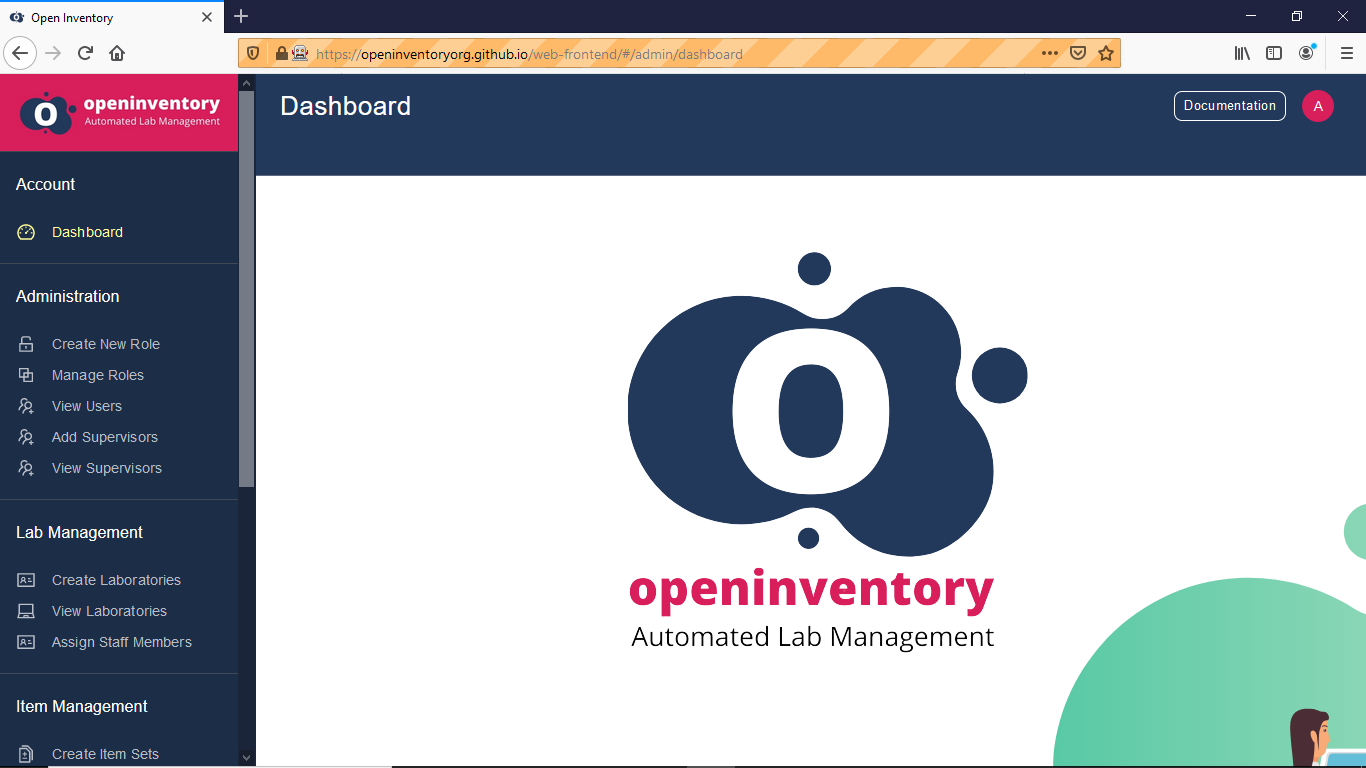 Open Inventory
https://openinventoryorg.github.io/web-frontend/#/admin/dashboard
openinventory
Automated Lab Management
Dashboard
Documentation
A
Account
Dashboard
Administration
Create New Role
Manage Roles
View Users
Add Supervisors
View Supervisors
Lab Management
Create Laboratories
View Laboratories
Assign Staff Members
Item Management
Create Item Sets
O
openinventory
Automated Lab Management